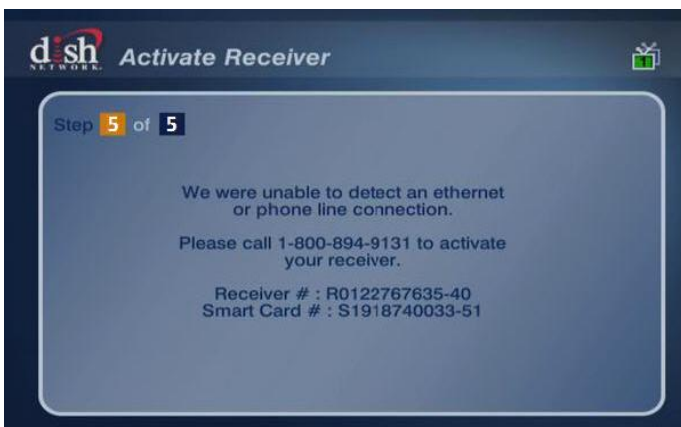 dish
NETWORK.
Activate Receiver
1
Step 5 of 5
We were unable to detect an ethernet
or phone line connection.
Please call 1-800-894-9131 to activate
your receiver.
Receiver # : R0122767635-40
Smart Card # : S1918740033-51